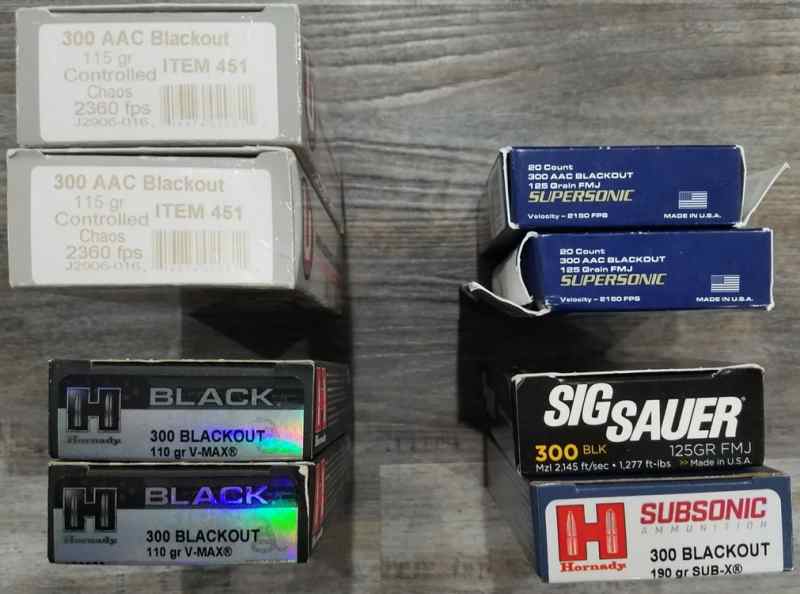 300 AAC Blackout
115 gr
Controlled ITEM 451
Chaos
2360 fps
J2906-016
300 AAC Blackout
115 gr
Controlled ITEM 451
Chaos
2360 fps
J2906-016
H BLACK
Hornady
300 BLACKOUT
110 gr V-MAX®
H BLACK
Hornady
300 BLACKOUT
110 gr V-MAX®
20 Count
300 AAC BLACKOUT
125 Grain FMJ
SUPERSONIC
Velocity - 2150 FPS MADE IN U.S.A.
20 Count
300 AAC BLACKOUT
125 Grain FMJ
SUPERSONIC
Velocity - 2150 FPS MADE IN U.S.A.
SIG SAUER®
300 BLK 125GR FMJ
Mzl 2,145 ft/sec • 1,277 ft-lbs >> Made in U.S.A.
H SUBSONIC
AMMUNITION
Hornady
300 BLACKOUT
190 gr SUB-X®